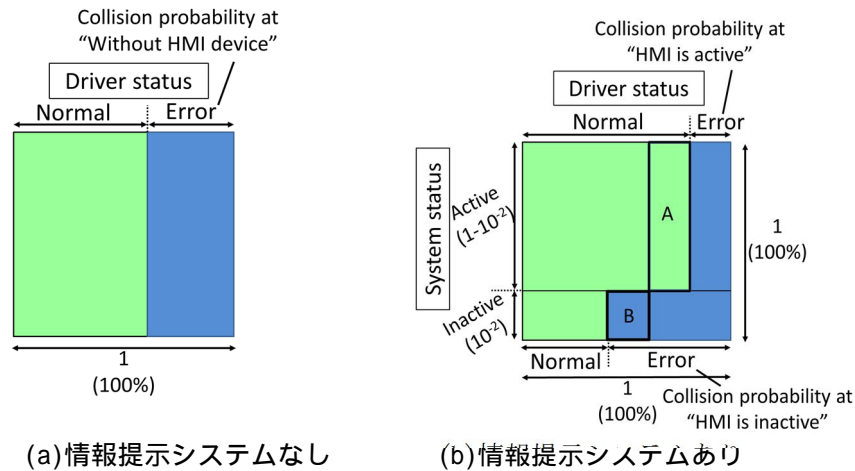 Collision probability at
“Without HMI device”
Driver status
Normal
Error
1
(100%)
(a)情報提示システムなし
Collision probability at
“HMI is active”
Driver status
Normal
Error
System status
Active
(1-10⁻²)
Inactive
(10⁻²)
A
B
1
(100%)
Normal
Error
1
(100%)
Collision probability at
“HMI is inactive”
(b)情報提示システムあり